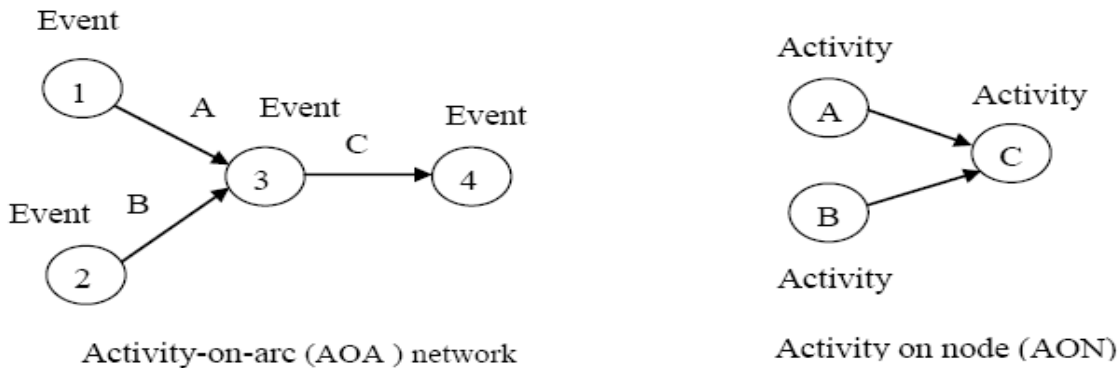 Event
1
A
Event
3
C
Event
4
Event
B
2
Activity-on-arc (AOA ) network
Activity
A
Activity
C
B
Activity
Activity on node (AON)